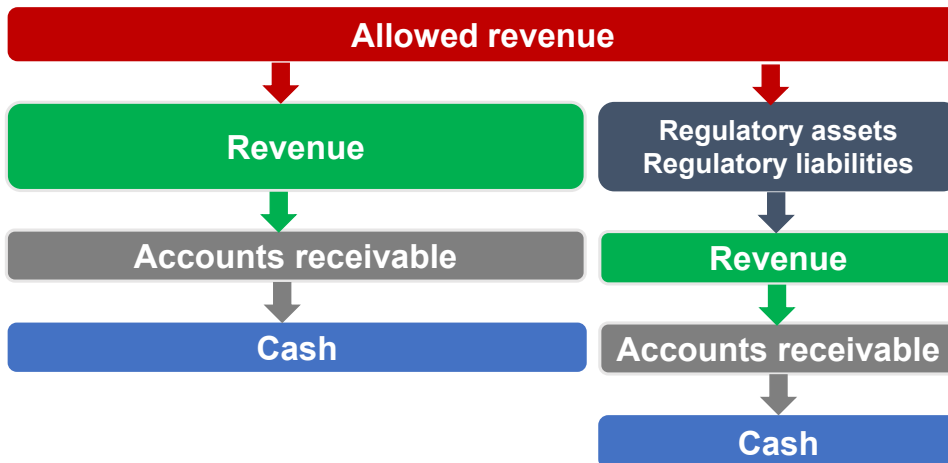 Allowed revenue
Revenue
Regulatory assets
Regulatory liabilities
Accounts receivable
Revenue
Cash
Accounts receivable
Cash